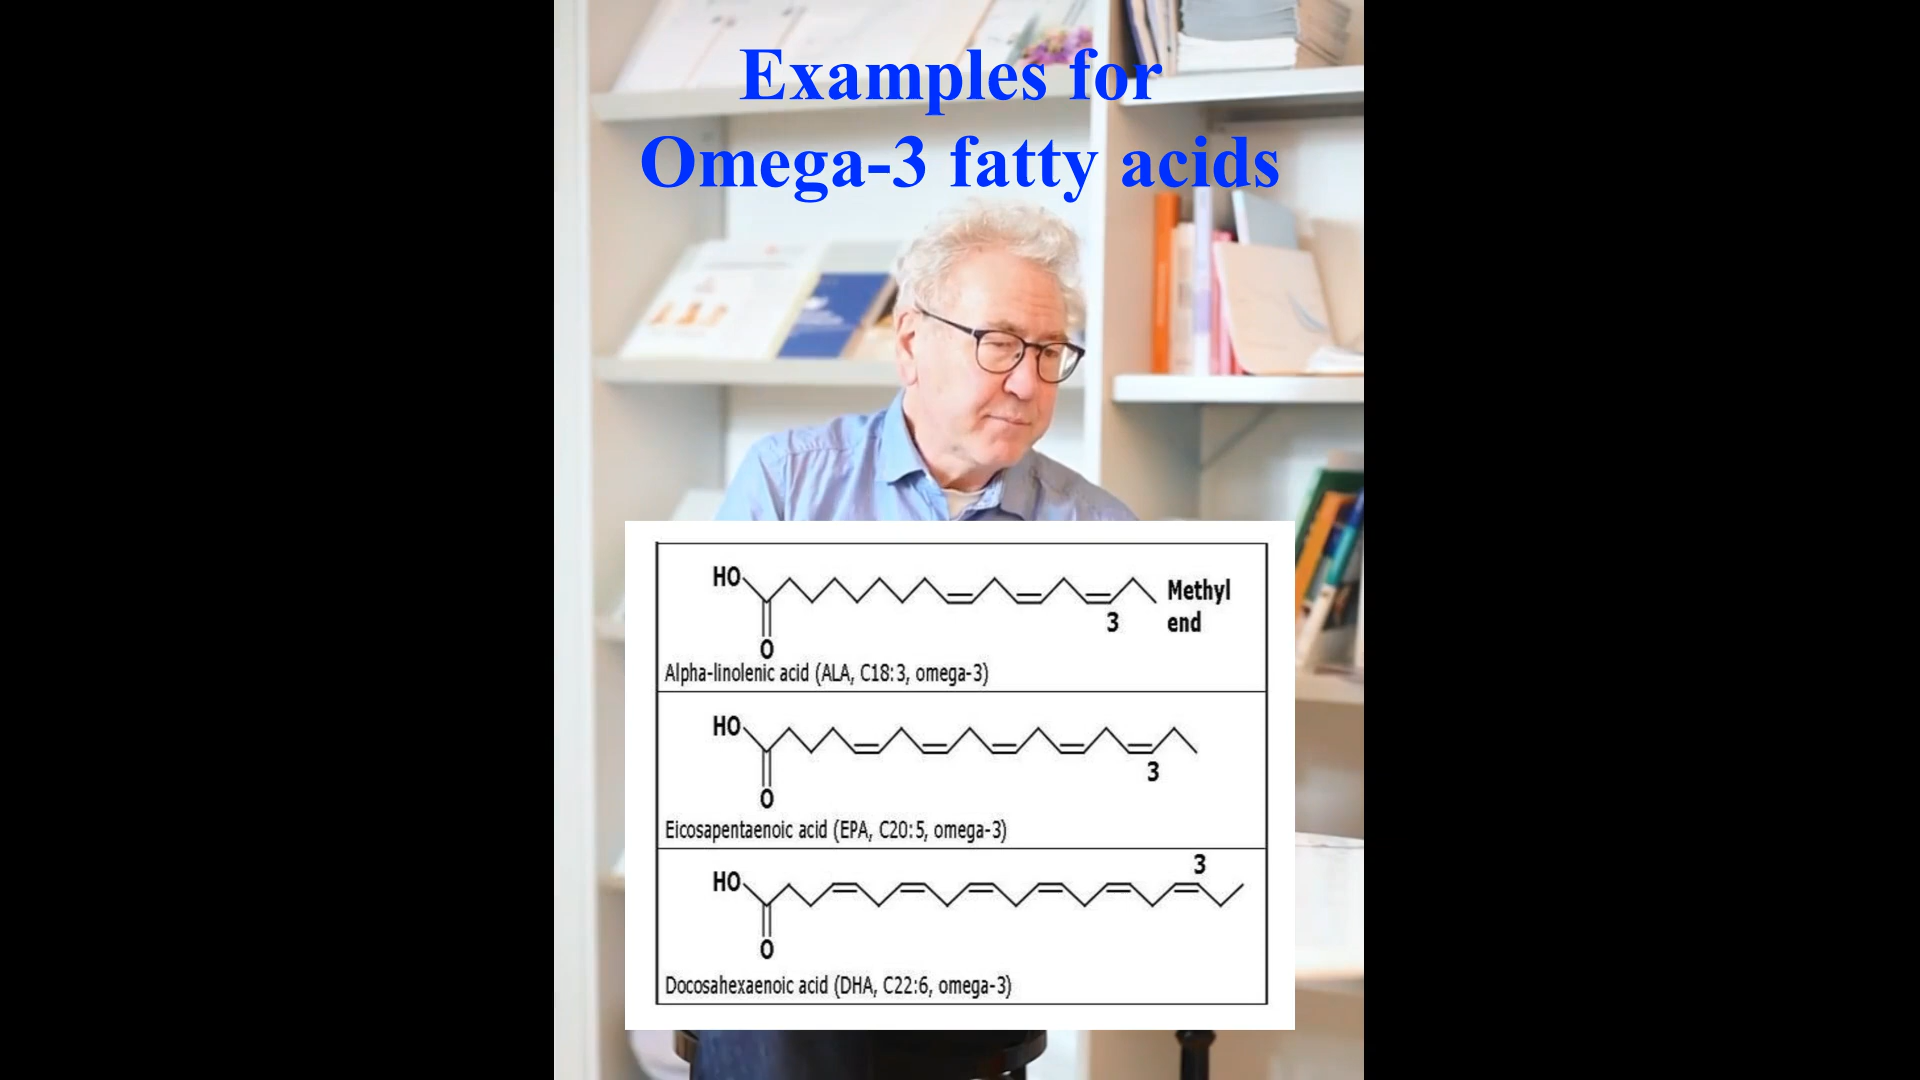 Examples for
Omega-3 fatty acids
HO
Methyl
end
3
O
Alpha-linolenic acid (ALA, C18:3, omega-3)
HO
3
O
Eicosapentaenoic acid (EPA, C20:5, omega-3)
3
HO
O
Docosahexaenoic acid (DHA, C22:6, omega-3)